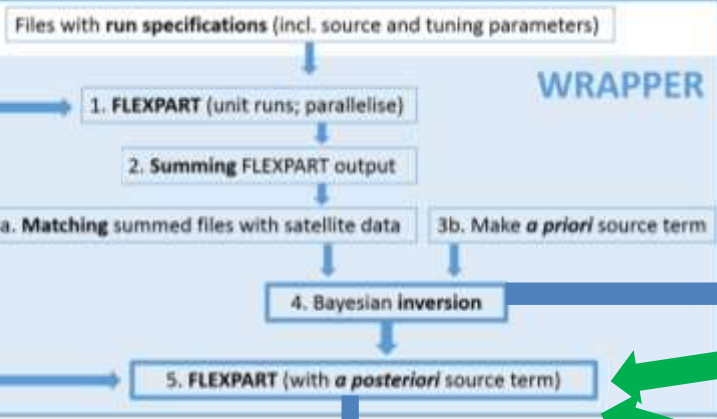 Files with run specifications (incl. source and tuning parameters)
WRAPPER
1. FLEXPART (unit runs; parallelise)
2. Summing FLEXPART output
a. Matching summed files with satellite data
3b. Make a priori source term
4. Bayesian inversion
5. FLEXPART (with a posteriori source term)